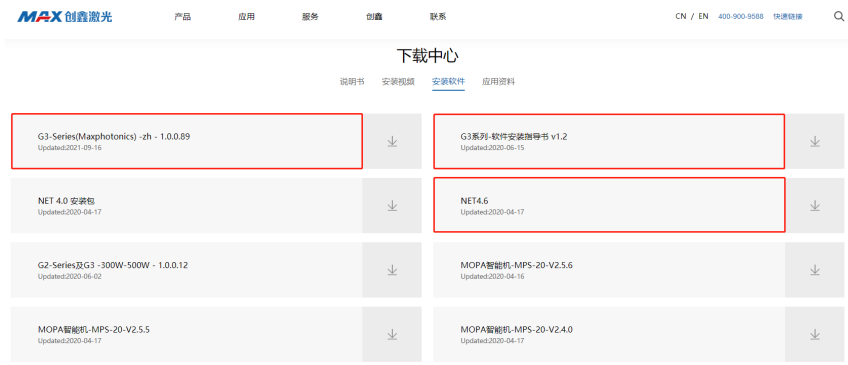 MAX创鑫激光
产品
应用
服务
创鑫
联系
CN / EN
400-900-9588
快速链接
下载中心
说明书
安装视频
安装软件
应用资料
G3-Series(Maxphotonics) -zh - 1.0.0.89
Updated:2021-09-16
G3系列-软件安装指导书 v1.2
Updated:2020-06-15
NET 4.0 安装包
Updated:2020-04-17
NET4.6
Updated:2020-04-17
G2-Series及G3 -300W-500W - 1.0.0.12
Updated:2020-06-02
MOPA智能机-MPS-20-V2.5.6
Updated:2020-04-16
MOPA智能机-MPS-20-V2.5.5
Updated:2020-04-17
MOPA智能机-MPS-20-V2.4.0
Updated:2020-04-17